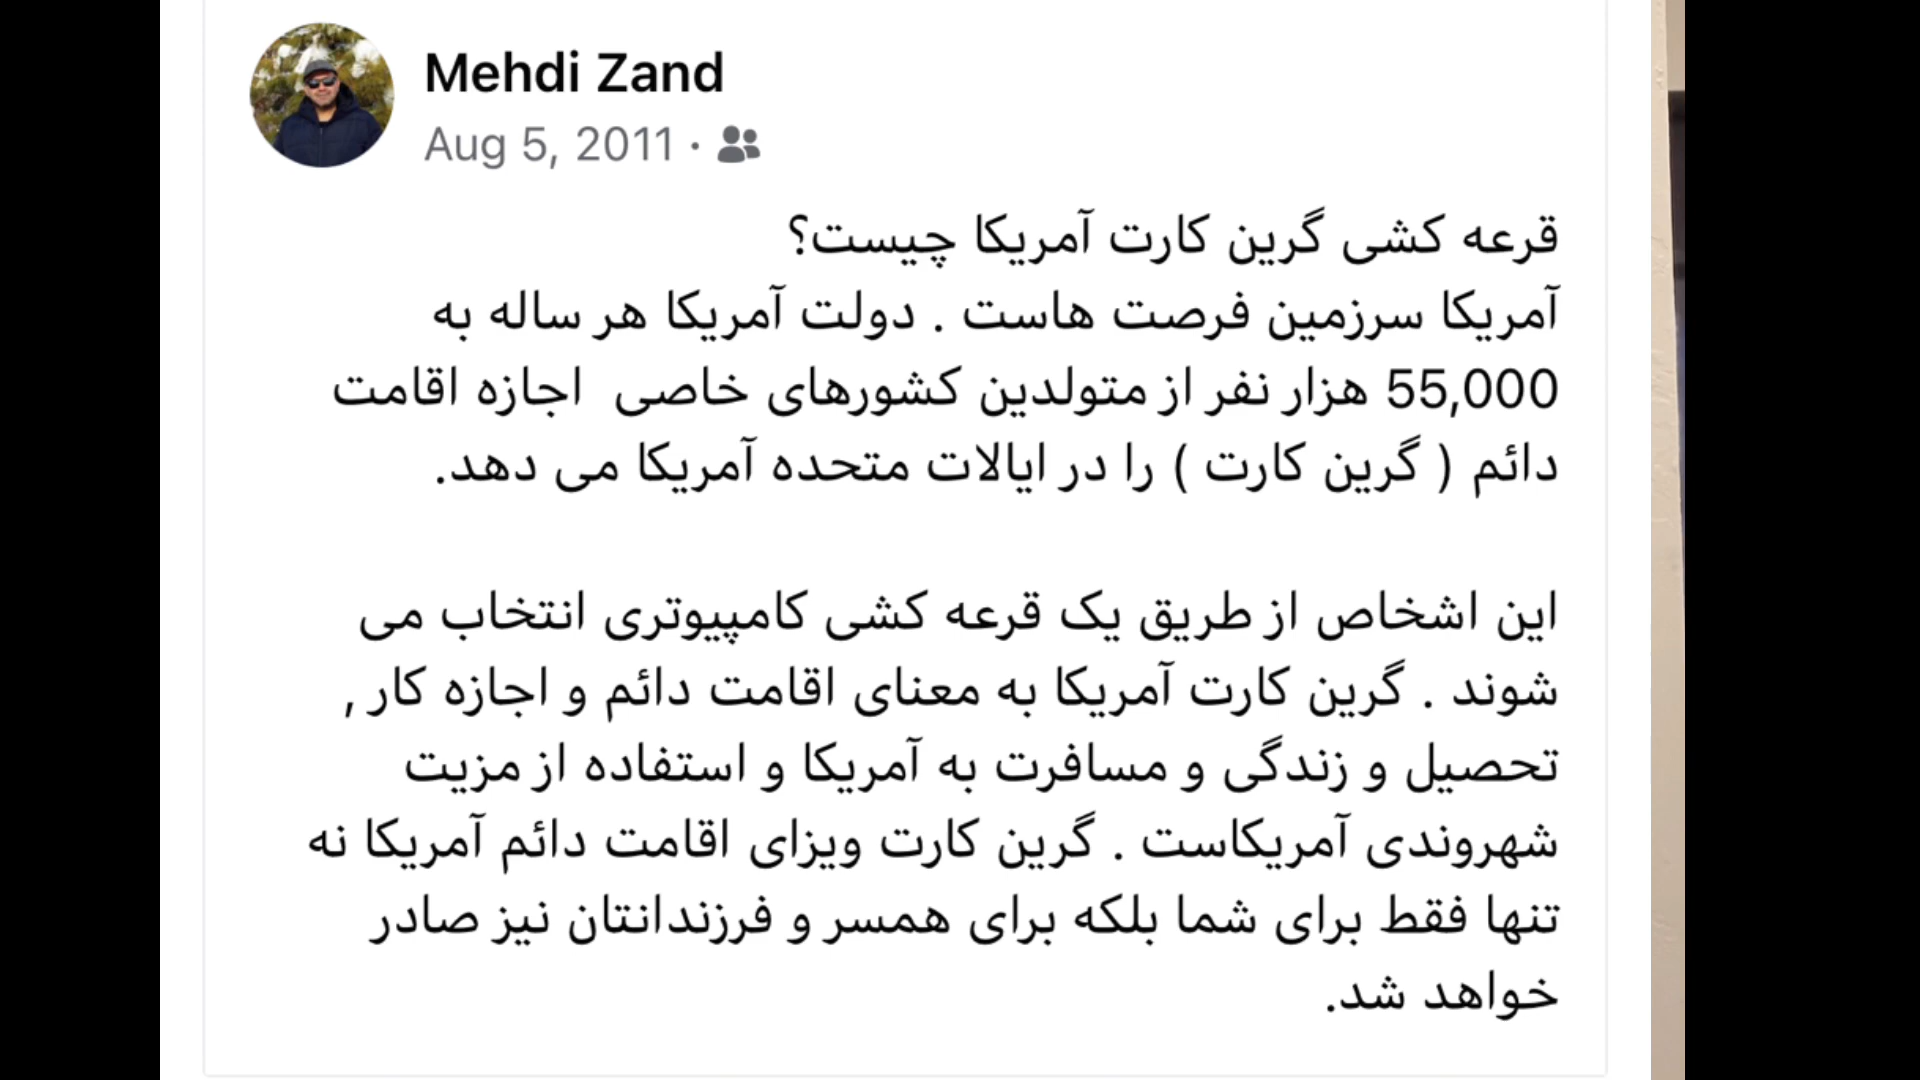 Mehdi Zand
Aug 5, 2011 ·
قرعه کشی گرین کارت آمریکا چیست؟
آمریکا سرزمین فرصت هاست . دولت آمریکا هر ساله به
55,000 هزار نفر از متولدین کشورهای خاصی  اجازه اقامت
دائم ( گرین کارت ) را در ایالات متحده آمریکا می دهد.
این اشخاص از طریق یک قرعه کشی کامپیوتری انتخاب می
شوند . گرین کارت آمریکا به معنای اقامت دائم و اجازه کار ,
تحصیل و زندگی و مسافرت به آمریکا و استفاده از مزیت
شهروندی آمریکاست . گرین کارت ویزای اقامت دائم آمریکا نه
تنها فقط برای شما بلکه برای همسر و فرزندانتان نیز صادر
خواهد شد.